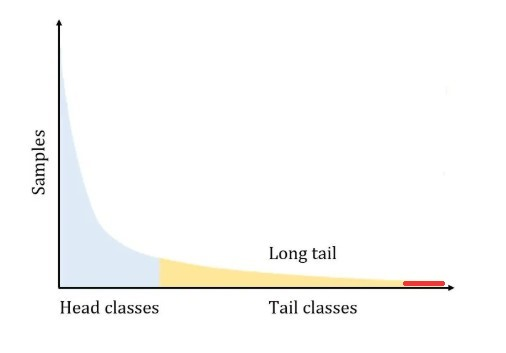 Samples
Long tail
Head classes
Tail classes